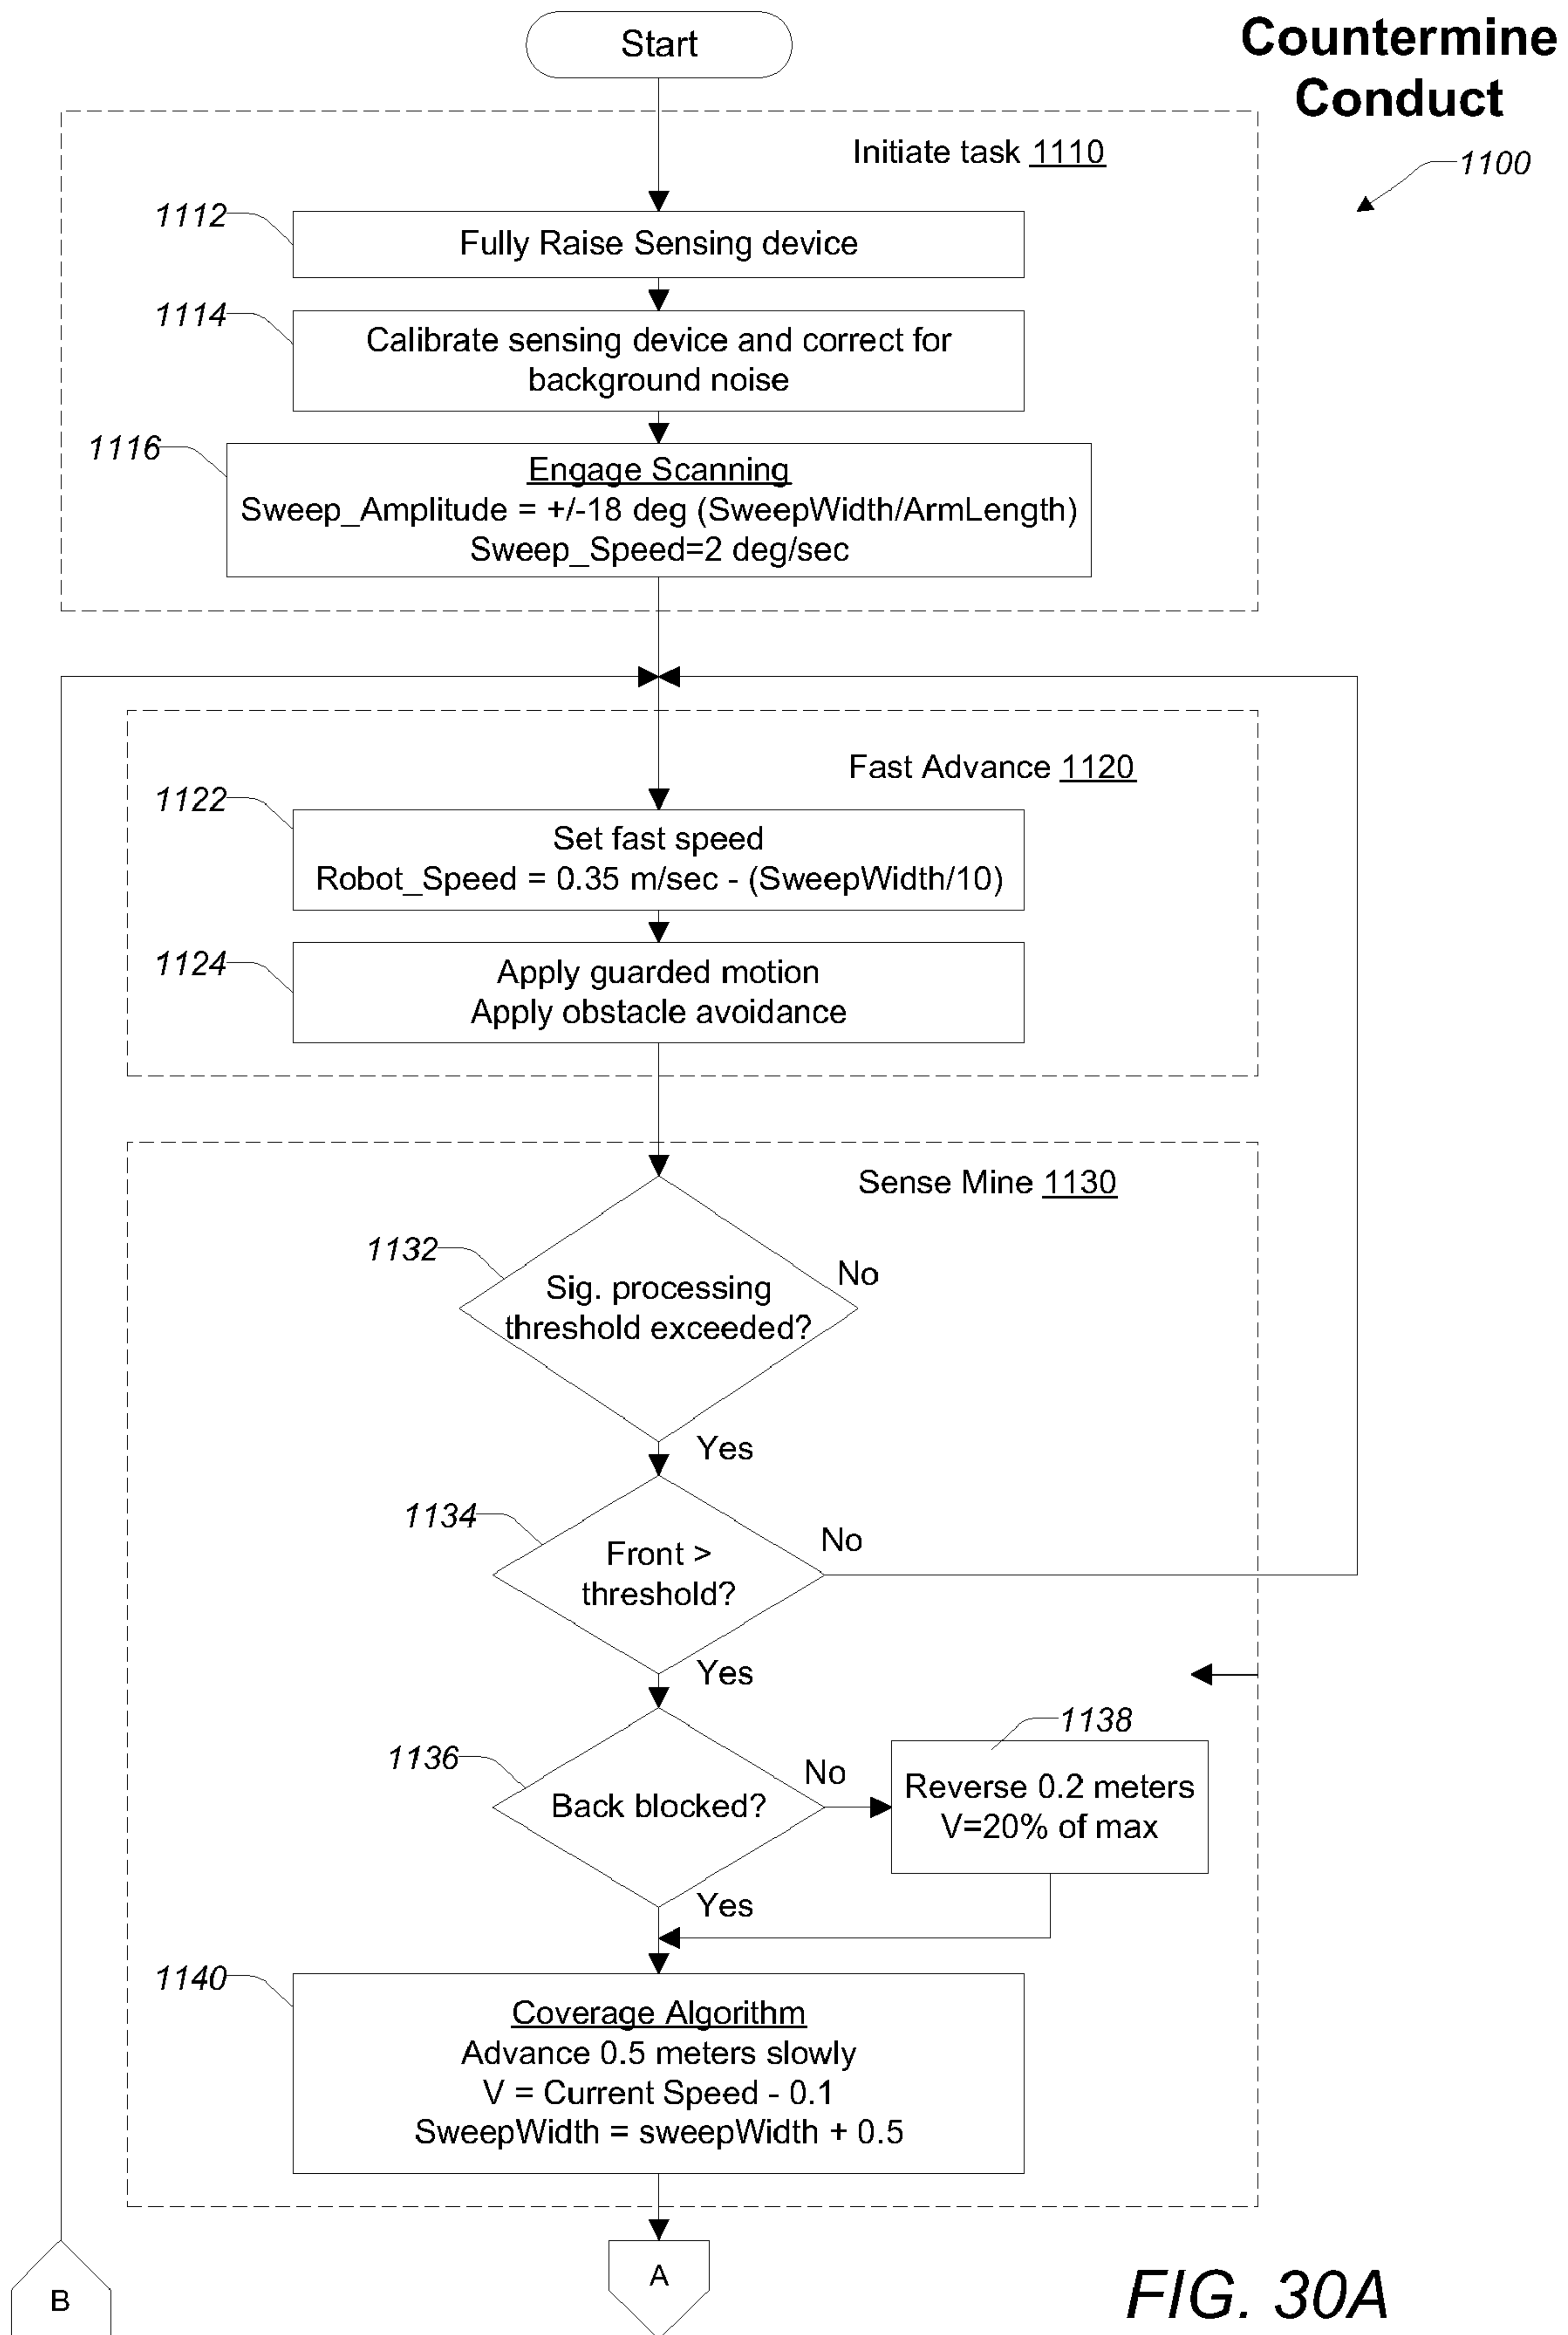 Start
Countermine
Conduct
1100
Initiate task 1110
1112
Fully Raise Sensing device
1114
Calibrate sensing device and correct for
background noise
1116
Engage Scanning
Sweep_Amplitude = +/-18 deg (SweepWidth/ArmLength)
Sweep_Speed=2 deg/sec
Fast Advance 1120
1122
Set fast speed
Robot_Speed = 0.35 m/sec - (SweepWidth/10)
1124
Apply guarded motion
Apply obstacle avoidance
Sense Mine 1130
1132
Sig. processing
threshold exceeded?
No
Yes
1134
Front >
threshold?
No
Yes
1136
Back blocked?
No
1138
Reverse 0.2 meters
V=20% of max
Yes
1140
Coverage Algorithm
Advance 0.5 meters slowly
V = Current Speed - 0.1
SweepWidth = sweepWidth + 0.5
B
A
FIG. 30A